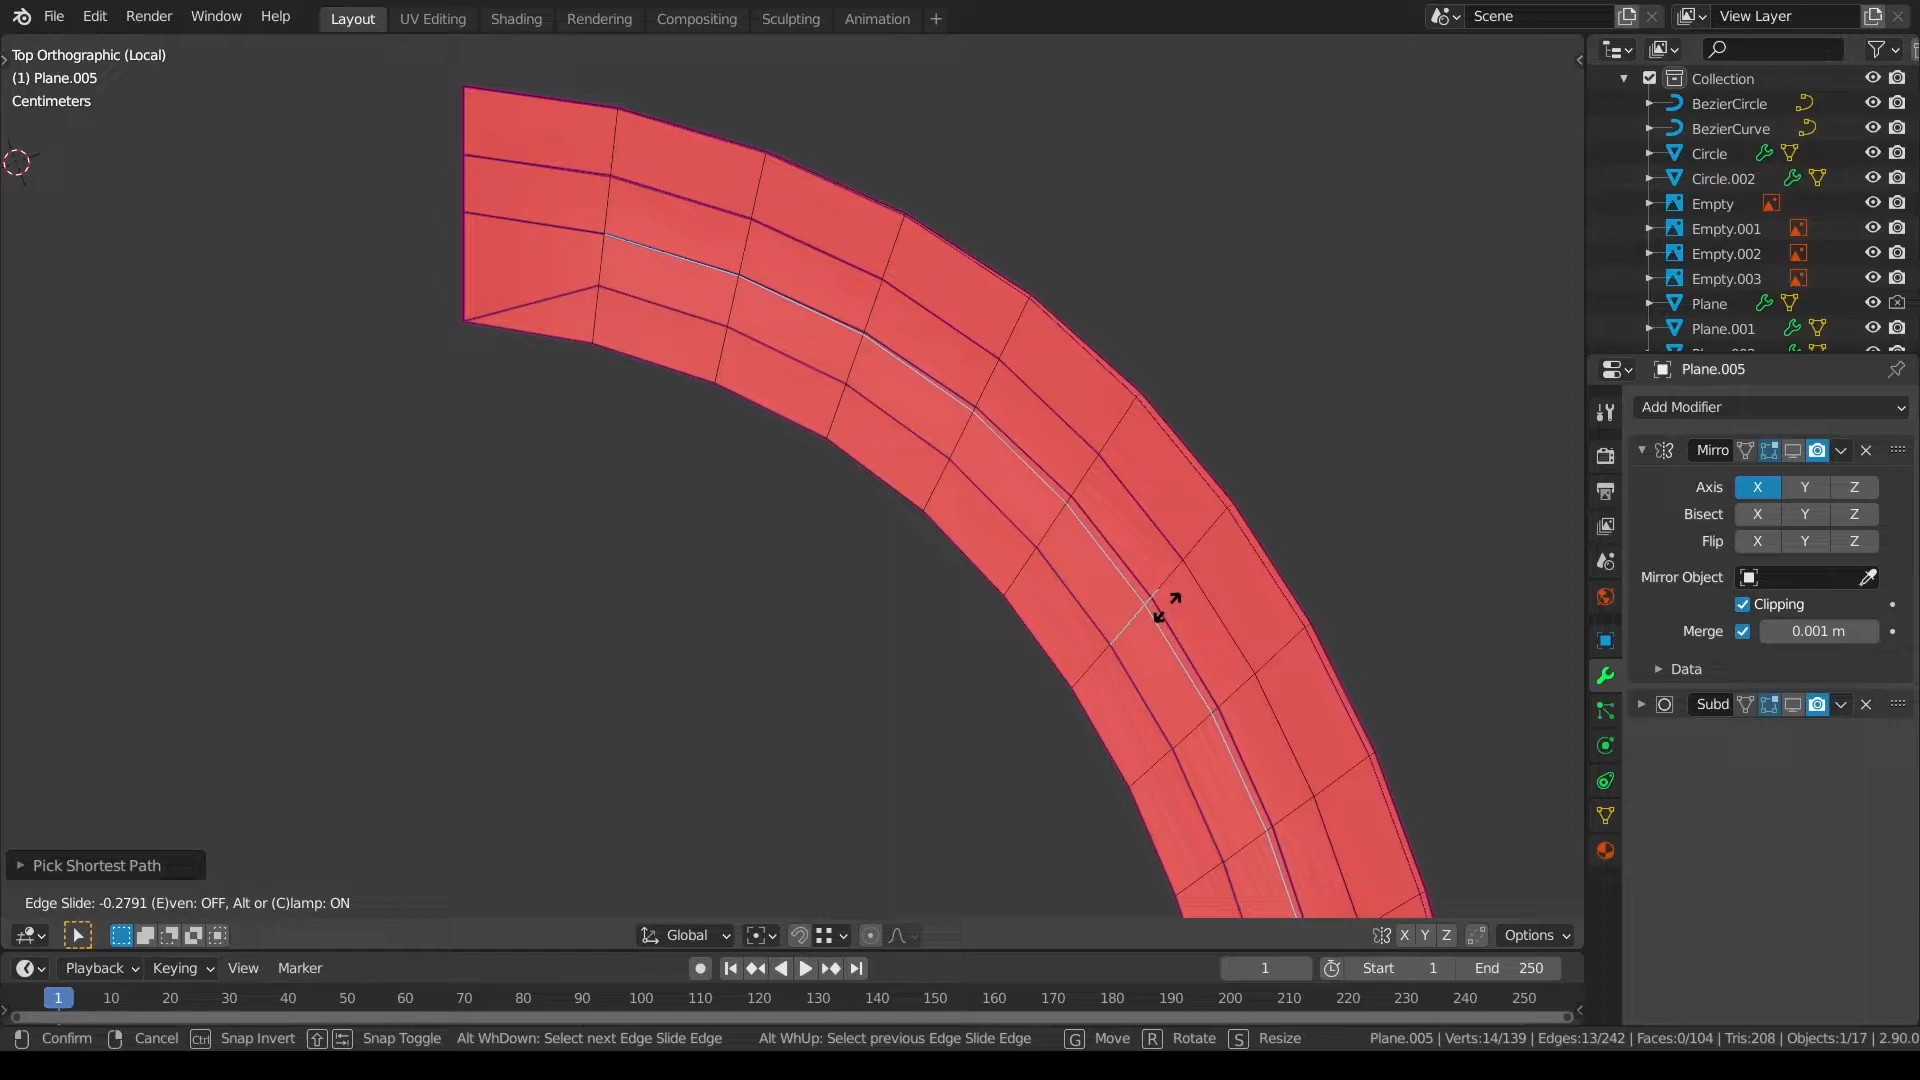 File Edit Render Window Help Layout UV Editing Shading Rendering Compositing Sculpting Animation + Scene View Layer
Top Orthographic (Local)
(1) Plane.005
Centimeters
Collection
BezierCircle
BezierCurve
Circle
Circle.002
Empty
Empty.001
Empty.002
Empty.003
Plane
Plane.001
Plane.005
Add Modifier
Mirro
Axis X Y Z
Bisect X Y Z
Flip X Y Z
Mirror Object
Clipping
Merge 0.001 m
Data
Subd
Pick Shortest Path
Edge Slide: -0.2791 (E)ven: OFF, Alt or (C)lamp: ON
Global X Y Z Options
Playback Keying View Marker 1 Start 1 End 250
1 10 20 30 40 50 60 70 80 90 100 110 120 130 140 150 160 170 180 190 200 210 220 230 240 250
Confirm Cancel Ctrl Snap Invert Snap Toggle Alt WhDown: Select next Edge Slide Edge Alt WhUp: Select previous Edge Slide Edge G Move R Rotate S Resize Plane.005 | Verts:14/139 | Edges:13/242 | Faces:0/104 | Tris:208 | Objects:1/17 | 2.90.0